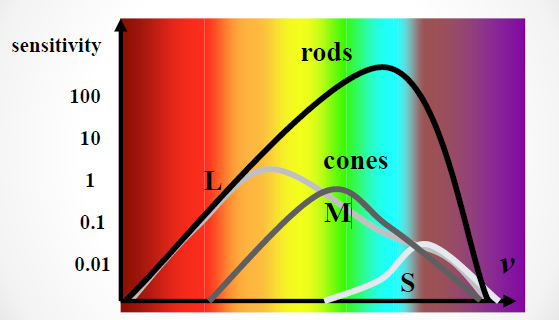 sensitivity
rods
100
10
cones
1
L
M
0.1
0.01
S
ν